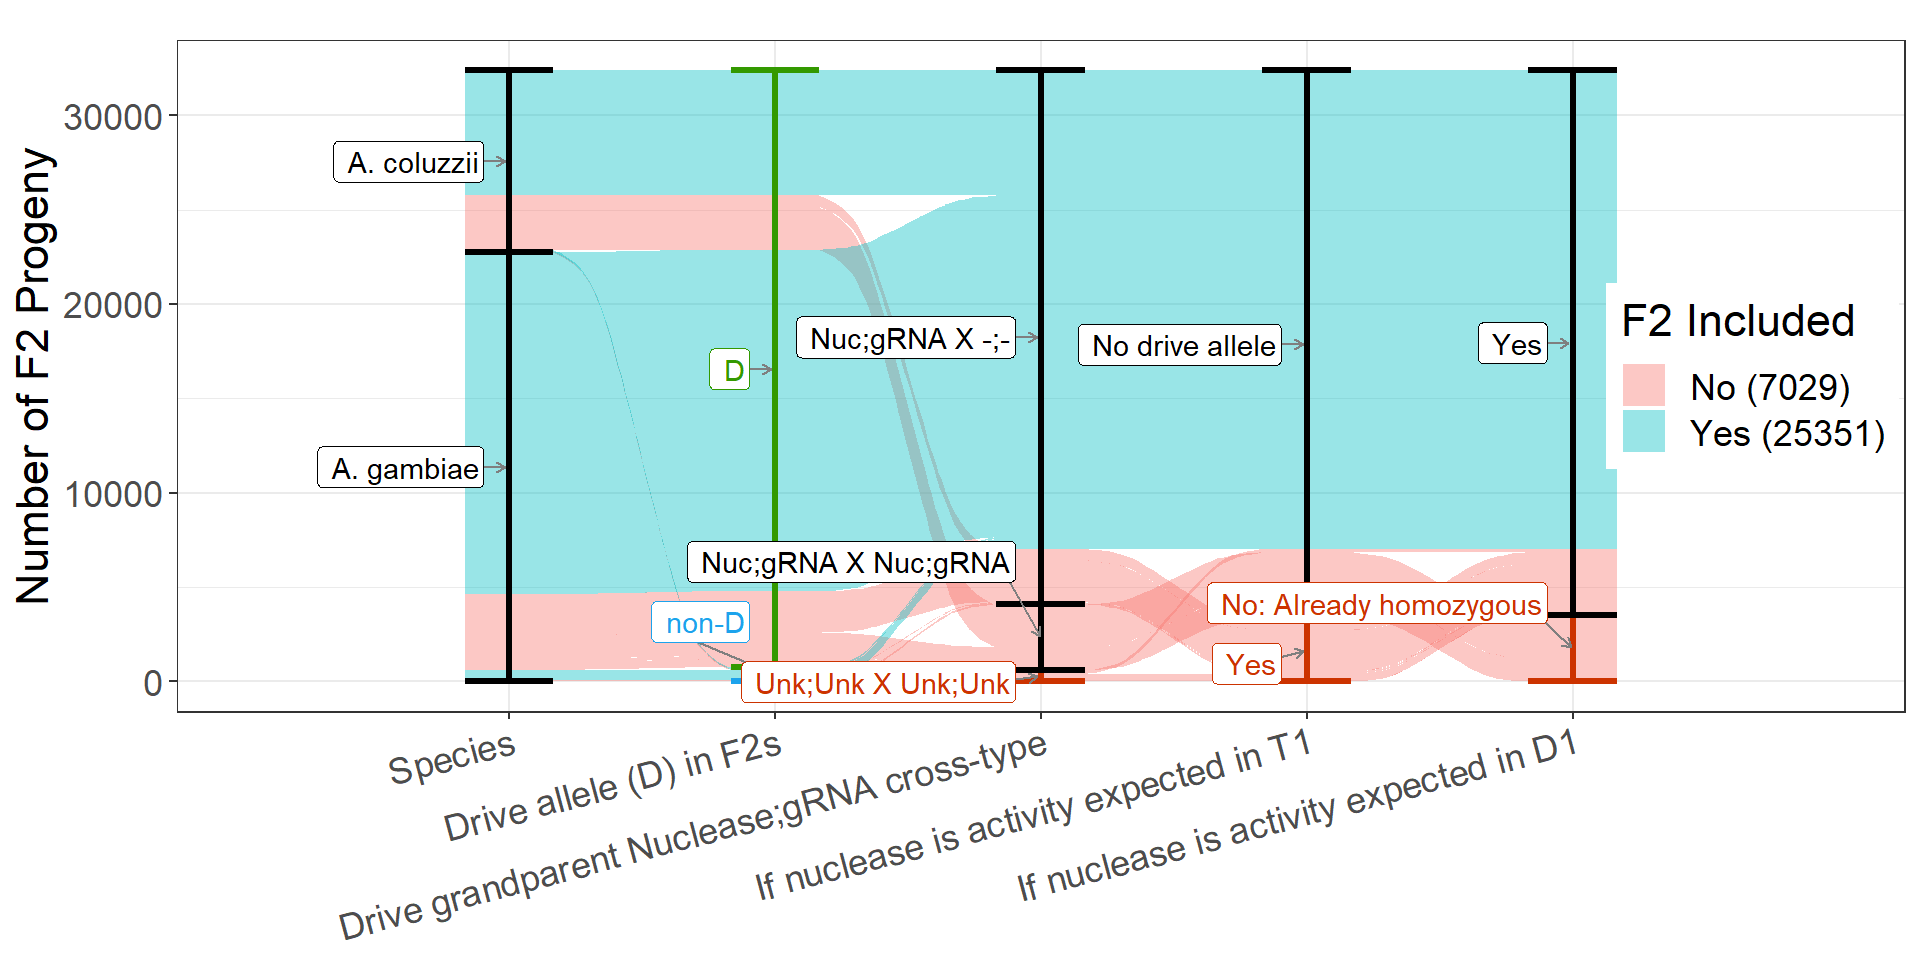 Number of F2 Progeny
30000
20000
10000
0
A. coluzzii
A. gambiae
D
non-D
Nuc;gRNA X -;-
Nuc;gRNA X Nuc;gRNA
Unk;Unk X Unk;Unk
No drive allele
Yes
Yes
No: Already homozygous
F2 Included
No (7029)
Yes (25351)
Species
Drive allele (D) in F2s
Drive grandparent Nuclease;gRNA cross-type
If nuclease is activity expected in T1
If nuclease is activity expected in D1